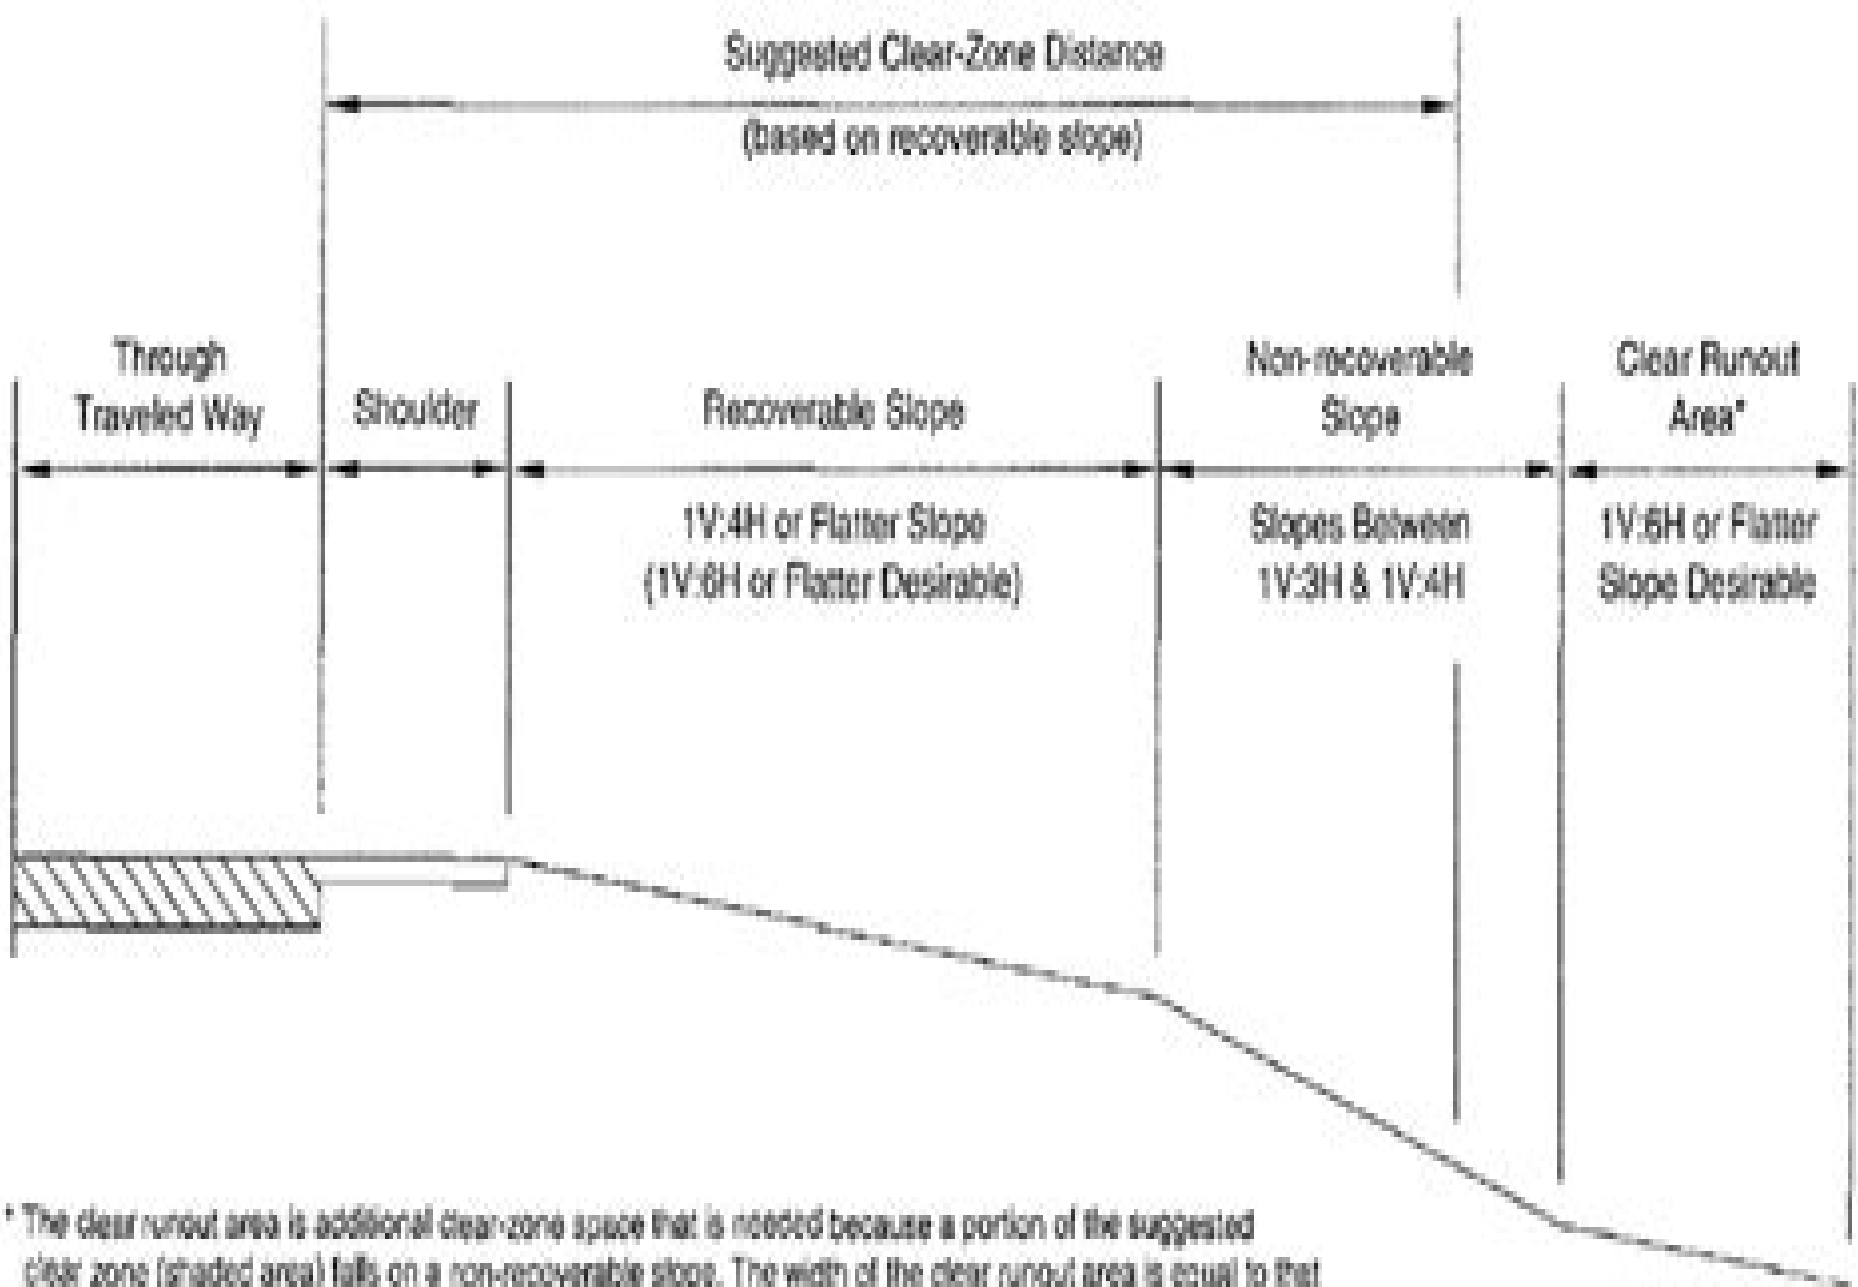 Suggested Clear-Zone Distance
(based on recoverable slope)
Through
Traveled Way
Shoulder
Recoverable Slope
Non-recoverable
Slope
Clear Runout
Area*
1V:4H or Flatter Slope
(1V:6H or Flatter Desirable)
Slopes Between
1V:3H & 1V:4H
1V:6H or Flatter
Slope Desirable
* The clear runout area is additional clear-zone space that is needed because a portion of the suggested
clear zone (shaded area) falls on a non-recoverable slope. The width of the clear runout area is equal to that